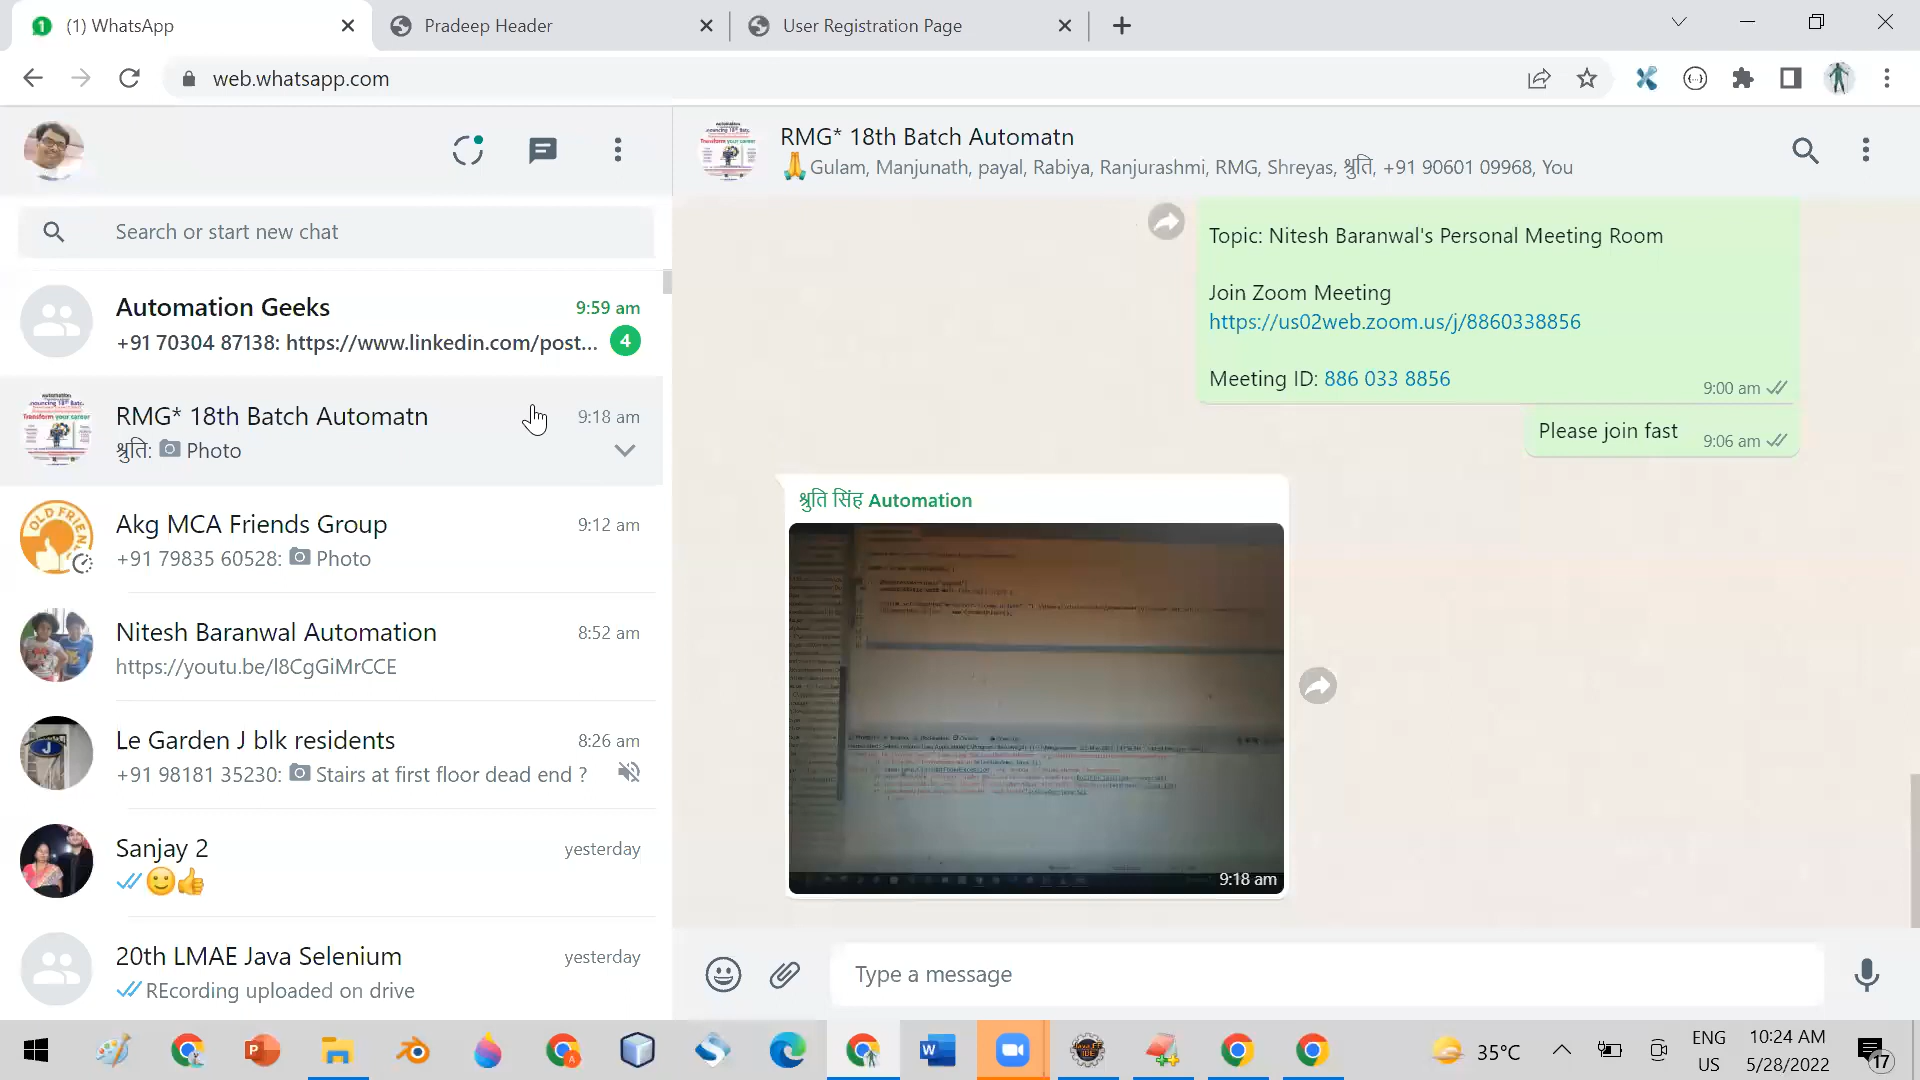 (1) WhatsApp
Pradeep Header
User Registration Page
web.whatsapp.com
RMG* 18th Batch Automatn
🙏Gulam, Manjunath, payal, Rabiya, Ranjurashmi, RMG, Shreyas, श्रुति, +91 90601 09968, You
Search or start new chat
Automation Geeks
9:59 am
+91 70304 87138: https://www.linkedin.com/post...
4
RMG* 18th Batch Automatn
9:18 am
श्रुति: Photo
Akg MCA Friends Group
9:12 am
+91 79835 60528: Photo
Nitesh Baranwal Automation
8:52 am
https://youtu.be/l8CgGiMrCCE
Le Garden J blk residents
8:26 am
+91 98181 35230: Stairs at first floor dead end ?
Sanjay 2
yesterday
🙂👍
20th LMAE Java Selenium
yesterday
REcording uploaded on drive
Topic: Nitesh Baranwal's Personal Meeting Room
Join Zoom Meeting
https://us02web.zoom.us/j/8860338856
Meeting ID: 886 033 8856
9:00 am
Please join fast
9:06 am
श्रुति सिंह Automation
9:18 am
Type a message
35°C
ENG
US
10:24 AM
5/28/2022
17